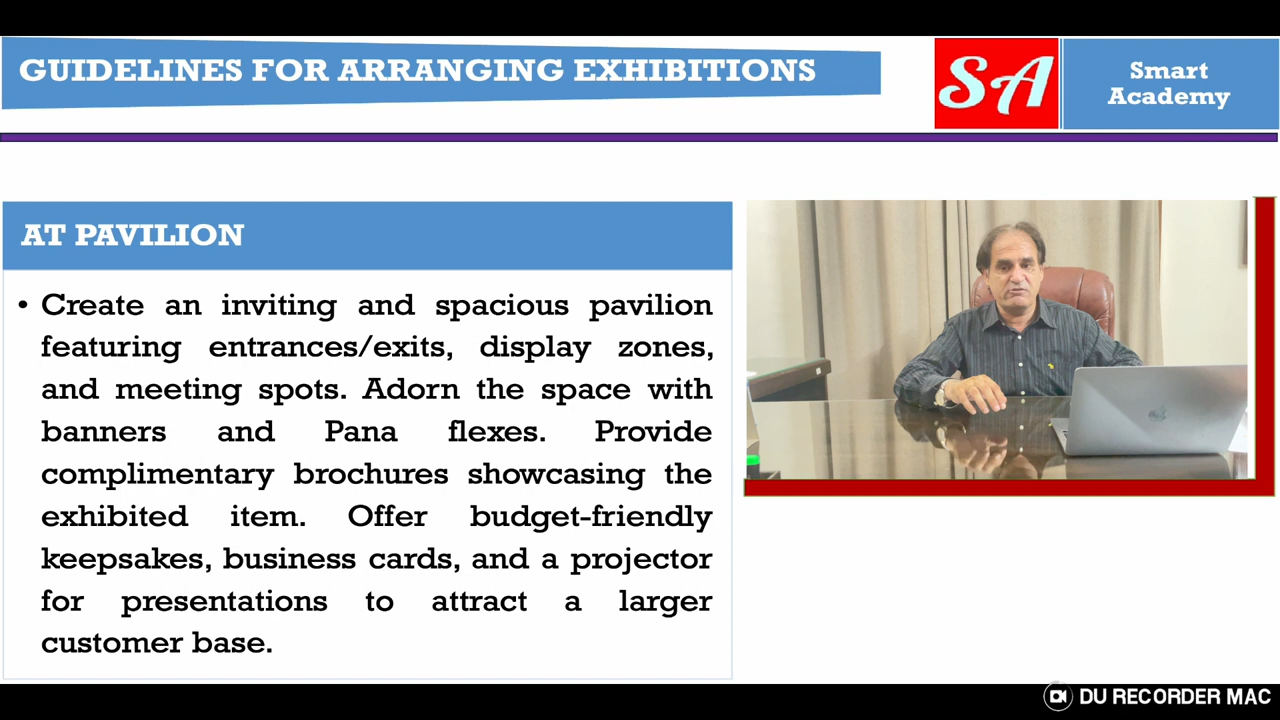 GUIDELINES FOR ARRANGING EXHIBITIONS
SA
Smart
Academy
AT PAVILION
• Create an inviting and spacious pavilion
featuring entrances/exits, display zones,
and meeting spots. Adorn the space with
banners and Pana flexes. Provide
complimentary brochures showcasing the
exhibited item. Offer budget-friendly
keepsakes, business cards, and a projector
for presentations to attract a larger
customer base.
DU RECORDER MAC